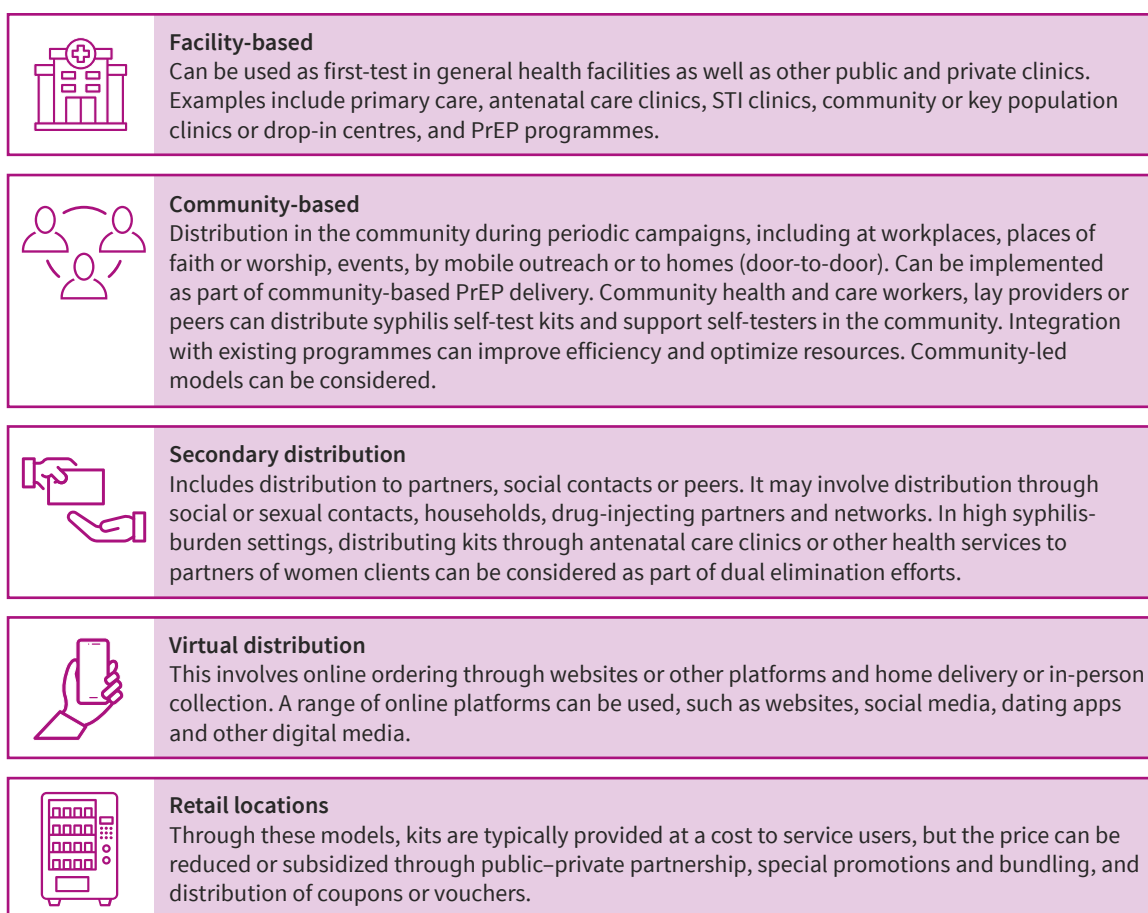 Facility-based
Can be used as first-test in general health facilities as well as other public and private clinics.
Examples include primary care, antenatal care clinics, STI clinics, community or key population
clinics or drop-in centres, and PrEP programmes.
Community-based
Distribution in the community during periodic campaigns, including at workplaces, places of
faith or worship, events, by mobile outreach or to homes (door-to-door). Can be implemented
as part of community-based PrEP delivery. Community health and care workers, lay providers or
peers can distribute syphilis self-test kits and support self-testers in the community. Integration
with existing programmes can improve efficiency and optimize resources. Community-led
models can be considered.
Secondary distribution
Includes distribution to partners, social contacts or peers. It may involve distribution through
social or sexual contacts, households, drug-injecting partners and networks. In high syphilis-
burden settings, distributing kits through antenatal care clinics or other health services to
partners of women clients can be considered as part of dual elimination efforts.
Virtual distribution
This involves online ordering through websites or other platforms and home delivery or in-person
collection. A range of online platforms can be used, such as websites, social media, dating apps
and other digital media.
Retail locations
Through these models, kits are typically provided at a cost to service users, but the price can be
reduced or subsidized through public–private partnership, special promotions and bundling, and
distribution of coupons or vouchers.